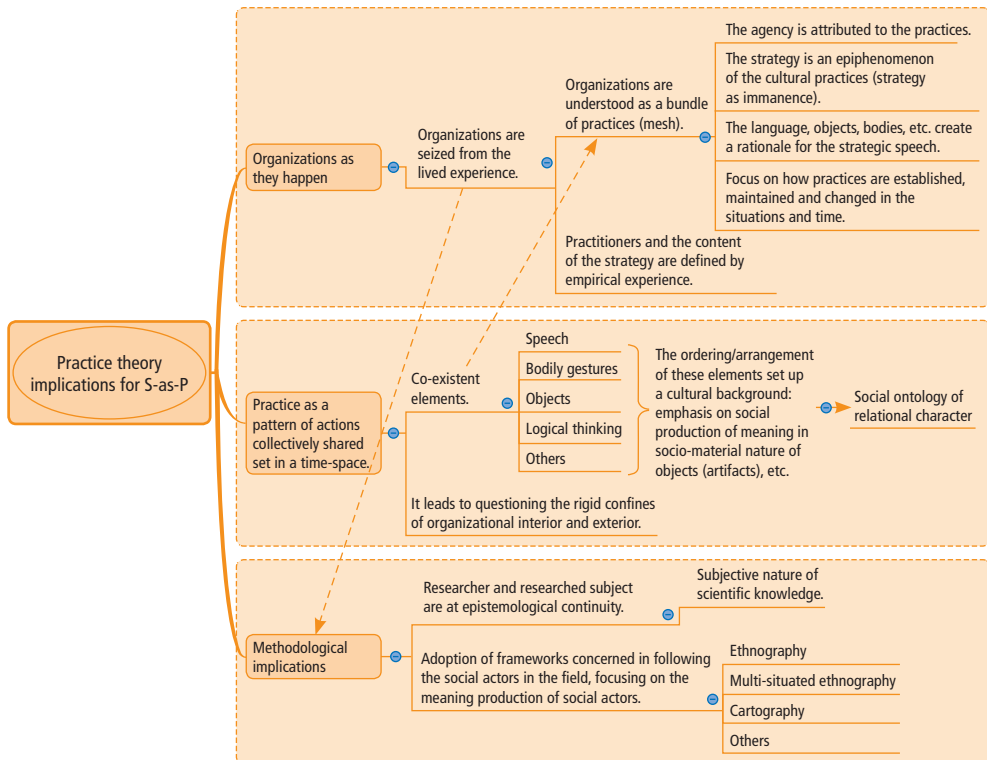 Practice theory
implications for S-as-P
Organizations as
they happen
Organizations are
seized from the
lived experience.
Organizations are
understood as a bundle
of practices (mesh).
The agency is attributed to the practices.
The strategy is an epiphenomenon
of the cultural practices (strategy
as immanence).
The language, objects, bodies, etc. create
a rationale for the strategic speech.
Focus on how practices are established,
maintained and changed in the
situations and time.
Practitioners and the content
of the strategy are defined by
empirical experience.
Practice as a
pattern of actions
collectively shared
set in a time-space.
Co-existent
elements.
Speech
Bodily gestures
Objects
Logical thinking
Others
The ordering/arrangement
of these elements set up
a cultural background:
emphasis on social
production of meaning in
socio-material nature of
objects (artifacts), etc.
Social ontology of
relational character
It leads to questioning the rigid confines
of organizational interior and exterior.
Methodological
implications
Researcher and researched subject
are at epistemological continuity.
Subjective nature of
scientific knowledge.
Adoption of frameworks concerned in following
the social actors in the field, focusing on the
meaning production of social actors.
Ethnography
Multi-situated ethnography
Cartography
Others